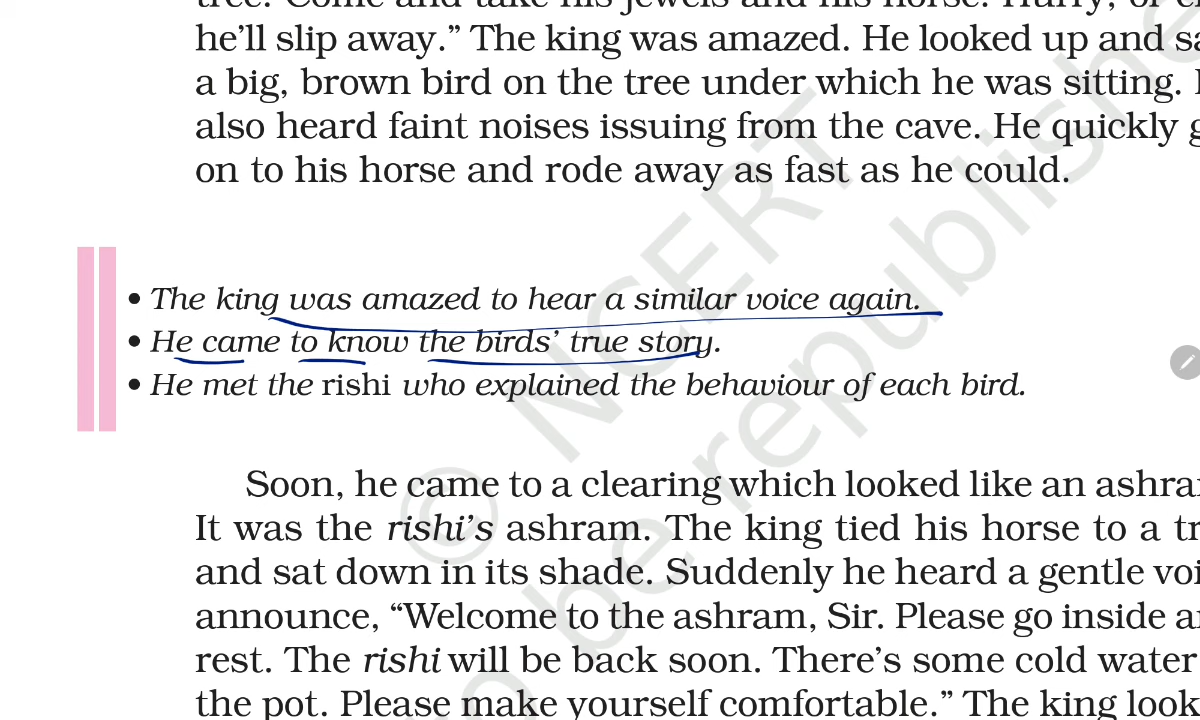 he’ll slip away.” The king was amazed. He looked up and
a big, brown bird on the tree under which he was sitting.
also heard faint noises issuing from the cave. He quickly
on to his horse and rode away as fast as he could.
• The king was amazed to hear a similar voice again.
• He came to know the birds’ true story.
• He met the rishi who explained the behaviour of each bird.
Soon, he came to a clearing which looked like an
It was the rishi’s ashram. The king tied his horse to a
and sat down in its shade. Suddenly he heard a gentle
announce, “Welcome to the ashram, Sir. Please go inside
rest. The rishi will be back soon. There’s some cold water
the pot. Please make yourself comfortable.” The king
© NCERT
be republished